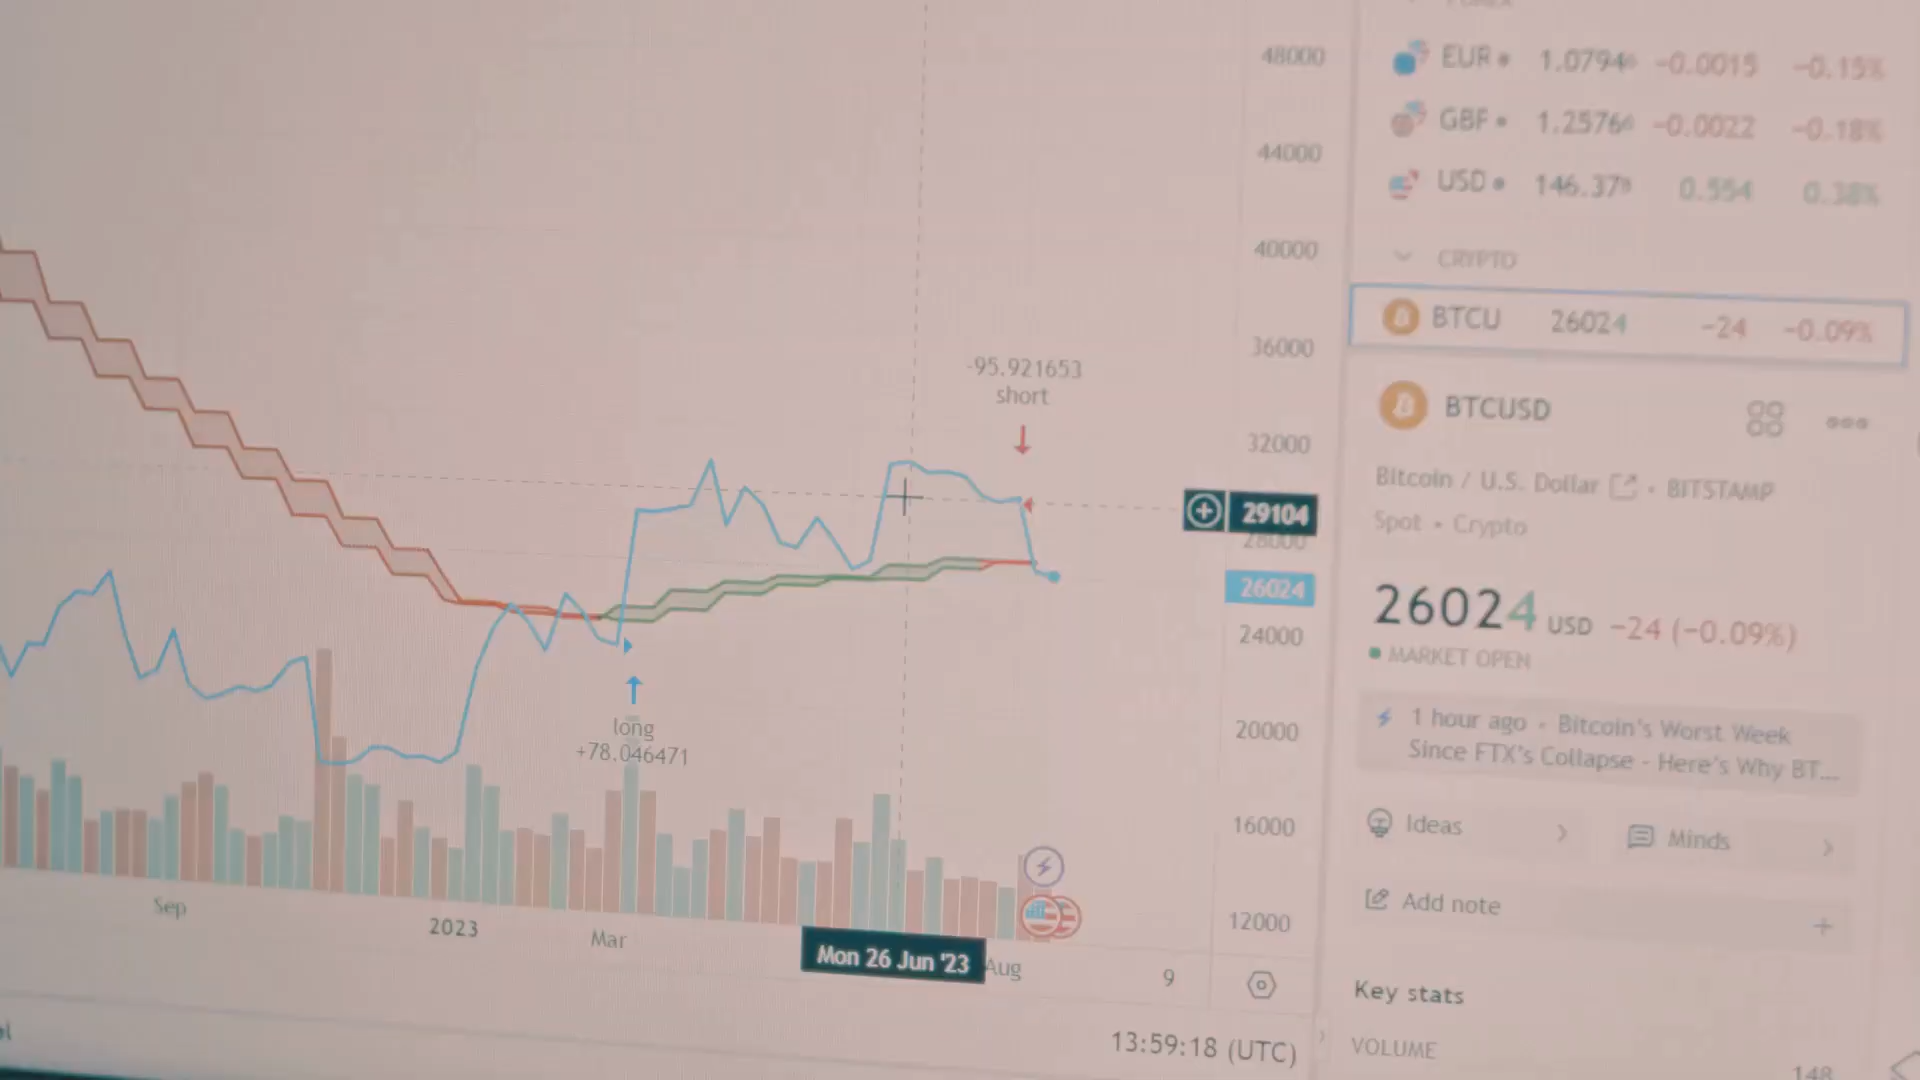 48000
44000
40000
36000
32000
29104
28000
26024
24000
20000
16000
12000
-95.921653
short
long
+78.046471
Sep
2023
Mar
Mon 26 Jun '23
Aug
9
13:59:18 (UTC)
EUR 1.0794 -0.0015 -0.15%
GBP 1.2576 -0.0022 -0.18%
USD 146.37 0.554 0.38%
CRYPTO
BTCU 26024 -24 -0.09%
BTCUSD
Bitcoin / U.S. Dollar • BITSTAMP
Spot • Crypto
26024 USD -24 (-0.09%)
MARKET OPEN
1 hour ago • Bitcoin's Worst Week
Since FTX's Collapse - Here's Why BT...
Ideas
Minds
Add note
Key stats
VOLUME
148